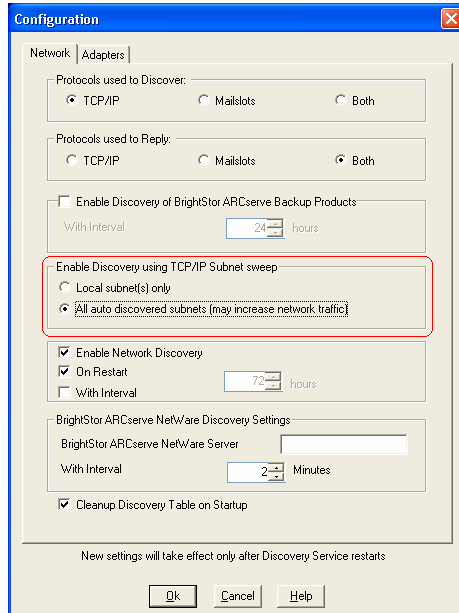 Configuration
Network Adapters
Protocols used to Discover:
TCP/IP Mailslots Both
Protocols used to Reply:
TCP/IP Mailslots Both
Enable Discovery of BrightStor ARCserve Backup Products
With Interval 24 hours
Enable Discovery using TCP/IP Subnet sweep
Local subnet(s) only
All auto discovered subnets (may increase network traffic)
Enable Network Discovery
On Restart
With Interval 72 hours
BrightStor ARCserve NetWare Discovery Settings
BrightStor ARCserve NetWare Server
With Interval 2 Minutes
Cleanup Discovery Table on Startup
New settings will take effect only after Discovery Service restarts
Ok Cancel Help